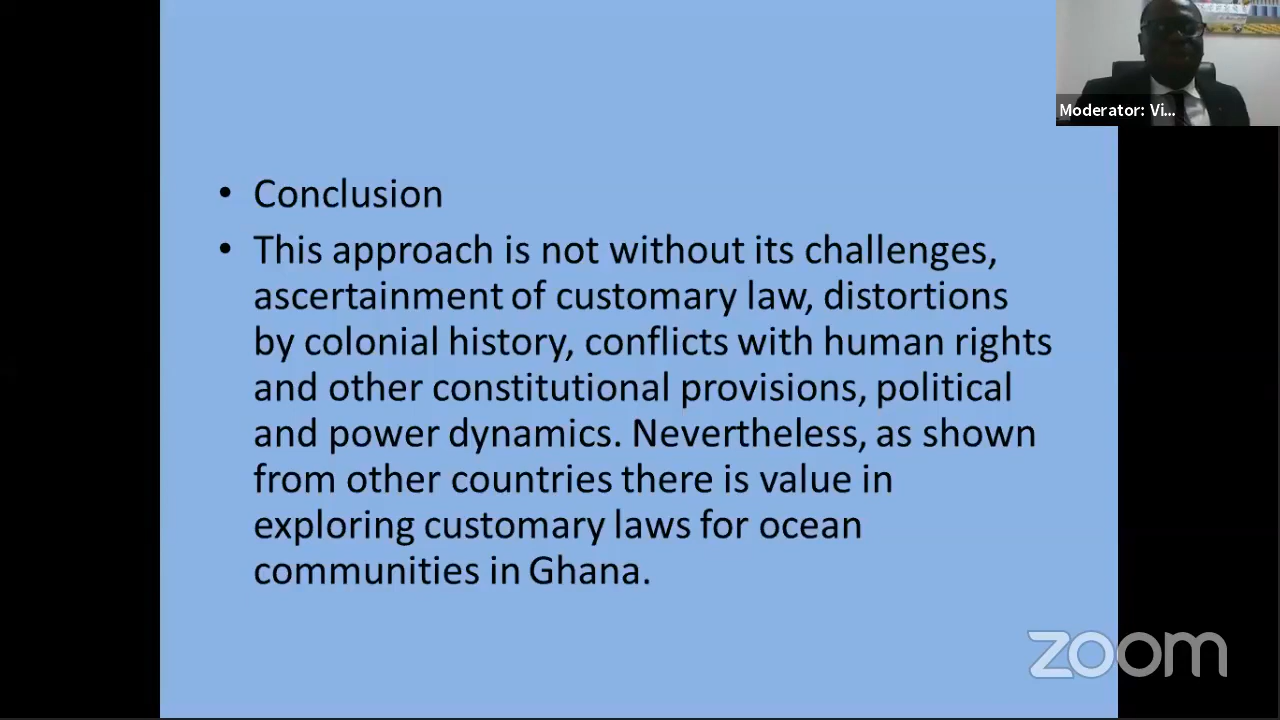 Moderator: Vi...
• Conclusion
• This approach is not without its challenges,
ascertainment of customary law, distortions
by colonial history, conflicts with human rights
and other constitutional provisions, political
and power dynamics. Nevertheless, as shown
from other countries there is value in
exploring customary laws for ocean
communities in Ghana.
zoom